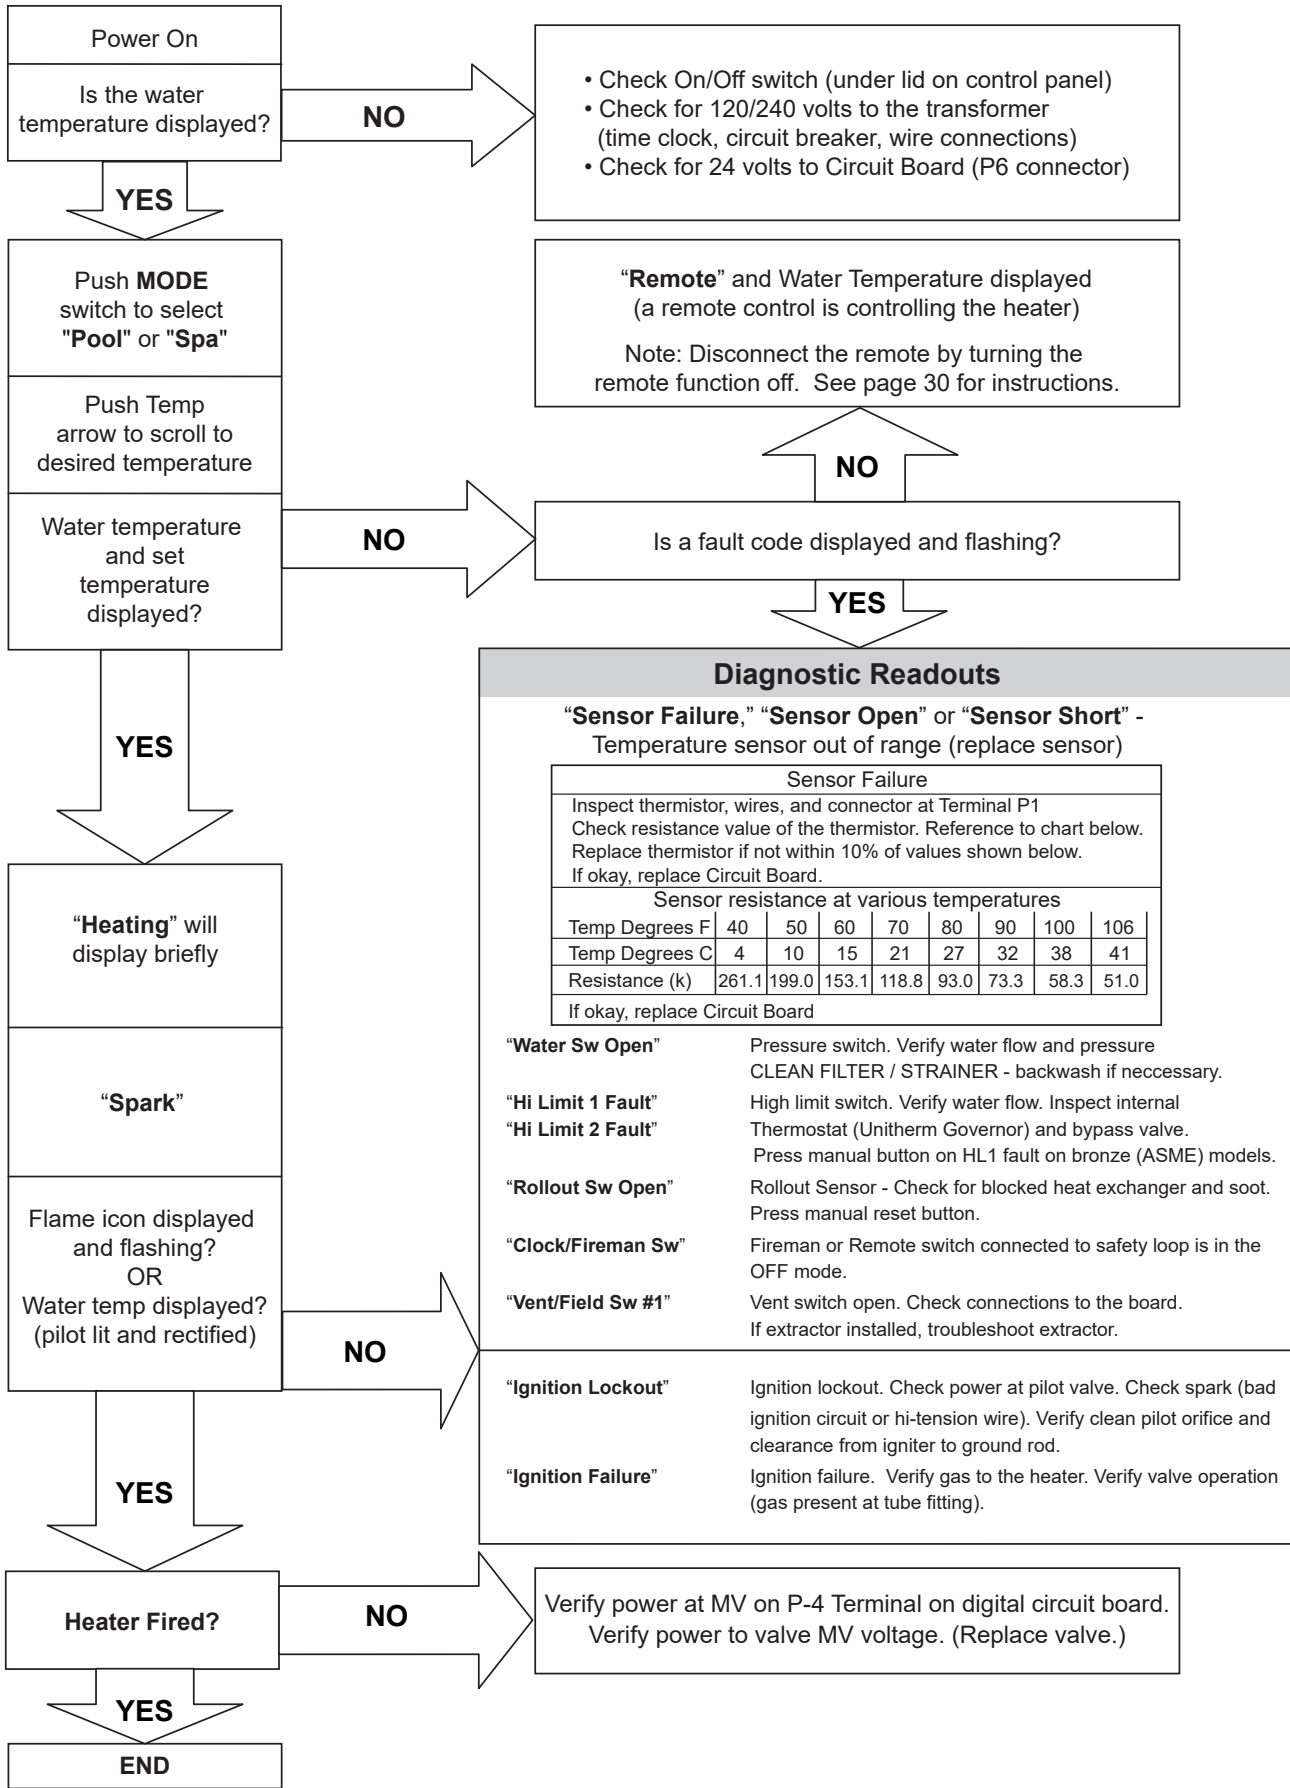 Power On
Is the water
temperature displayed?
NO
• Check On/Off switch (under lid on control panel)
• Check for 120/240 volts to the transformer
(time clock, circuit breaker, wire connections)
• Check for 24 volts to Circuit Board (P6 connector)
YES
Push MODE
switch to select
"Pool" or "Spa"
Push Temp
arrow to scroll to
desired temperature
Water temperature
and set
temperature
displayed?
NO
Is a fault code displayed and flashing?
NO
“Remote” and Water Temperature displayed
(a remote control is controlling the heater)
Note: Disconnect the remote by turning the
remote function off.  See page 30 for instructions.
YES
Diagnostic Readouts
“Sensor Failure,” “Sensor Open” or “Sensor Short” -
Temperature sensor out of range (replace sensor)
Sensor Failure
Inspect thermistor, wires, and connector at Terminal P1
Check resistance value of the thermistor. Reference to chart below.
Replace thermistor if not within 10% of values shown below.
If okay, replace Circuit Board.
Sensor resistance at various temperatures
Temp Degrees F 40 50 60 70 80 90 100 106
Temp Degrees C 4 10 15 21 27 32 38 41
Resistance (k) 261.1 199.0 153.1 118.8 93.0 73.3 58.3 51.0
If okay, replace Circuit Board
“Water Sw Open” Pressure switch. Verify water flow and pressure
CLEAN FILTER / STRAINER - backwash if neccessary.
“Hi Limit 1 Fault” High limit switch. Verify water flow. Inspect internal
“Hi Limit 2 Fault” Thermostat (Unitherm Governor) and bypass valve.
Press manual button on HL1 fault on bronze (ASME) models.
“Rollout Sw Open” Rollout Sensor - Check for blocked heat exchanger and soot.
Press manual reset button.
“Clock/Fireman Sw” Fireman or Remote switch connected to safety loop is in the
OFF mode.
“Vent/Field Sw #1” Vent switch open. Check connections to the board.
If extractor installed, troubleshoot extractor.
“Ignition Lockout” Ignition lockout. Check power at pilot valve. Check spark (bad
ignition circuit or hi-tension wire). Verify clean pilot orifice and
clearance from igniter to ground rod.
“Ignition Failure” Ignition failure.  Verify gas to the heater. Verify valve operation
(gas present at tube fitting).
YES
“Heating” will
display briefly
“Spark”
Flame icon displayed
and flashing?
OR
Water temp displayed?
(pilot lit and rectified)
NO
YES
Heater Fired?
NO
Verify power at MV on P-4 Terminal on digital circuit board.
Verify power to valve MV voltage. (Replace valve.)
YES
END